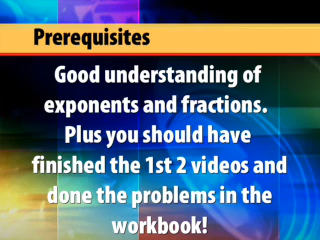 Prerequisites
Good understanding of
exponents and fractions.
Plus you should have
finished the 1st 2 videos and
done the problems in the
workbook!